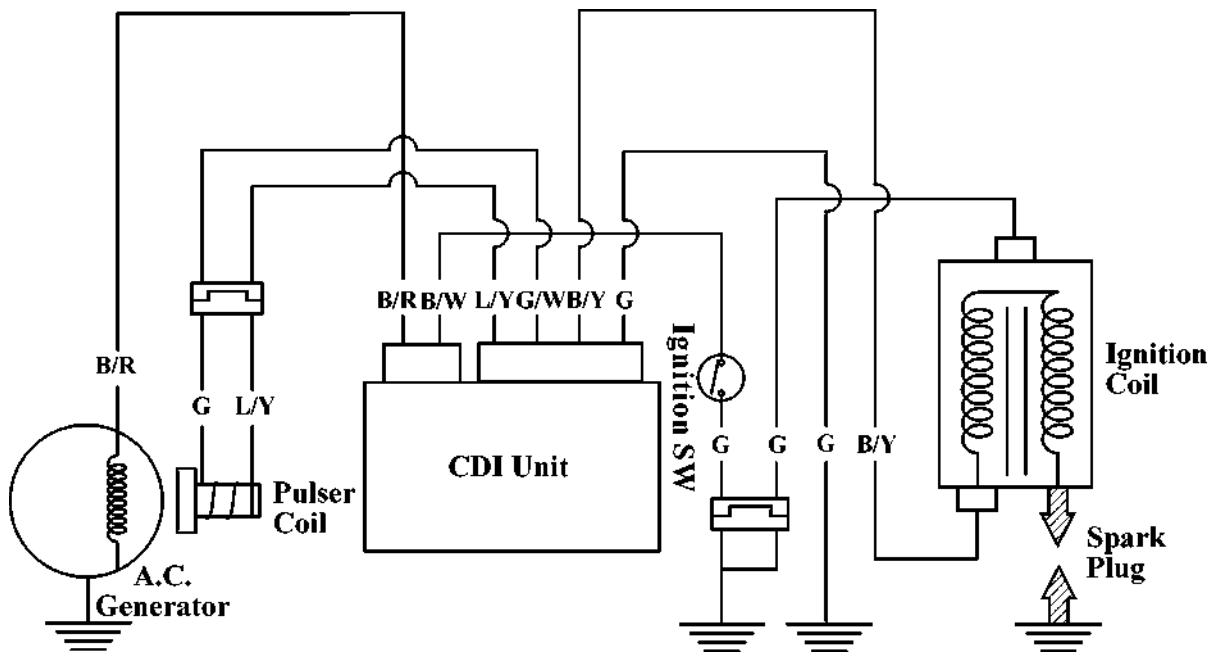 B/R B/W L/Y G/W B/Y G
B/R
G L/Y
Ignition SW
G G G B/Y
Ignition
Coil
CDI Unit
Pulser
Coil
A.C.
Generator
Spark
Plug